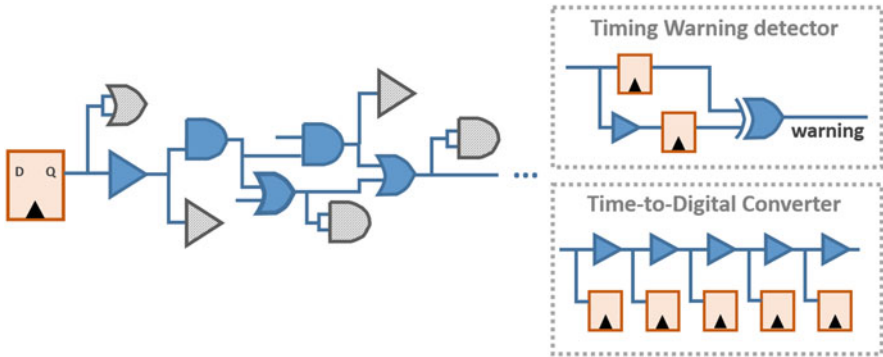 Timing Warning detector
D Q
warning
...
Time-to-Digital Converter